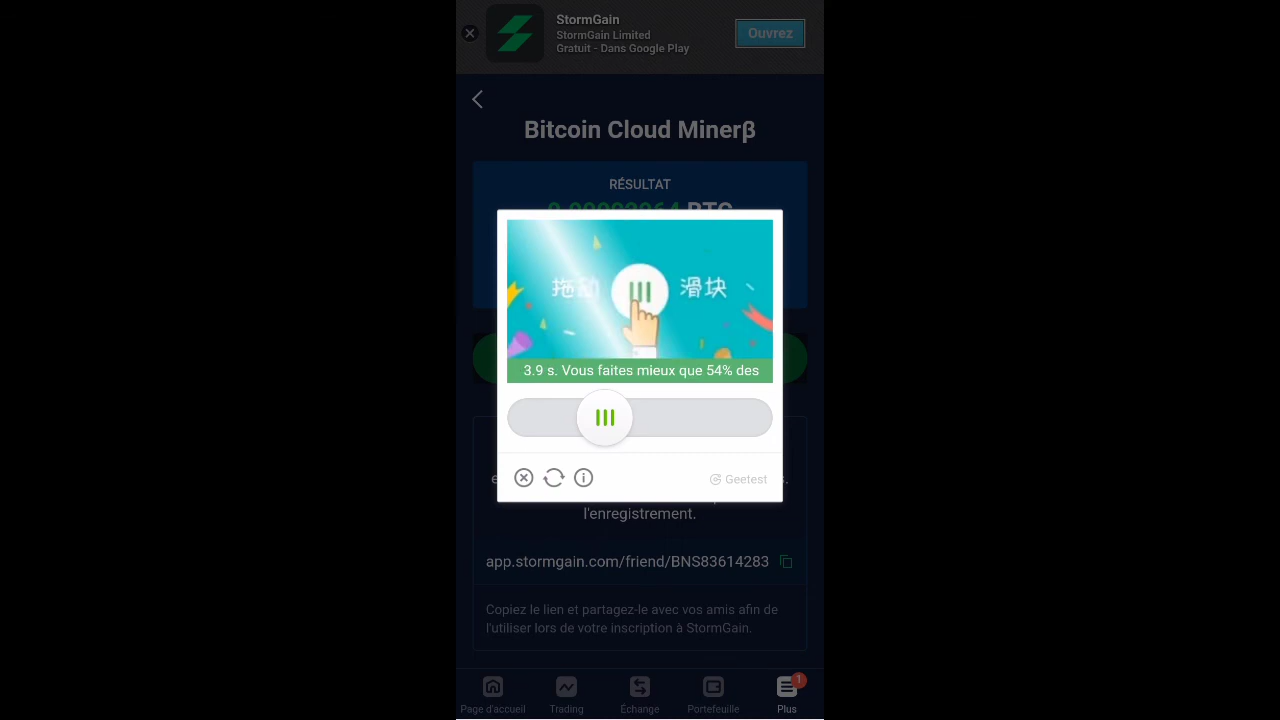 StormGain
StormGain Limited
Gratuit - Dans Google Play
Ouvrez
Bitcoin Cloud Minerβ
RÉSULTAT
BTC
拖动 滑块
3.9 s. Vous faites mieux que 54% des
Geetest
l'enregistrement.
app.stormgain.com/friend/BNS83614283
Copiez le lien et partagez-le avec vos amis afin de
l'utiliser lors de votre inscription à StormGain.
1
Page d'accueil
Trading
Échange
Portefeuille
Plus